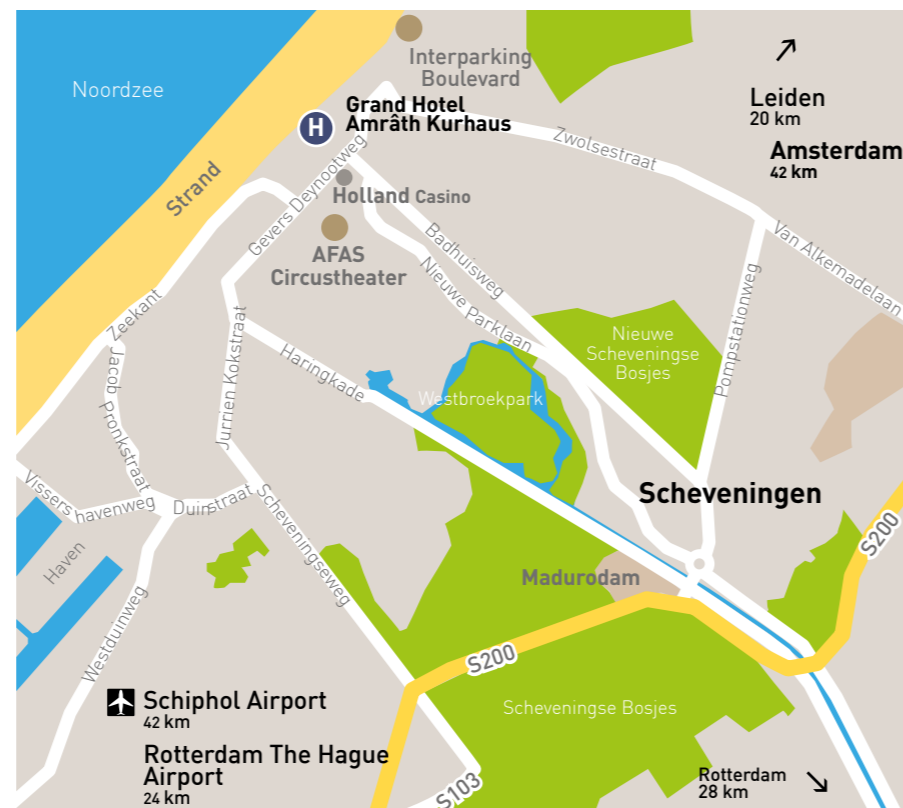 Noordzee
Interparking
Boulevard
Grand Hotel
Amrâth Kurhaus
H
Leiden
20 km
Amsterdam
42 km
Zwolsestraat
Strand
Gevers Deynootweg
Holland Casino
AFAS
Circustheater
Badhuisweg
Nieuwe Parklaan
Van Alkemadelaan
Pompstationweg
Zeekant
Jacob Pronkstraat
Jurrien Kokstraat
Haringkade
Nieuwe
Scheveningse
Bosjes
Westbroekpark
Vissershavenweg
Duinstraat
Scheveningseweg
Scheveningen
S200
Haven
Westduinweg
Madurodam
S200
Scheveningse Bosjes
Schiphol Airport
42 km
Rotterdam The Hague
Airport
24 km
S103
Rotterdam
28 km